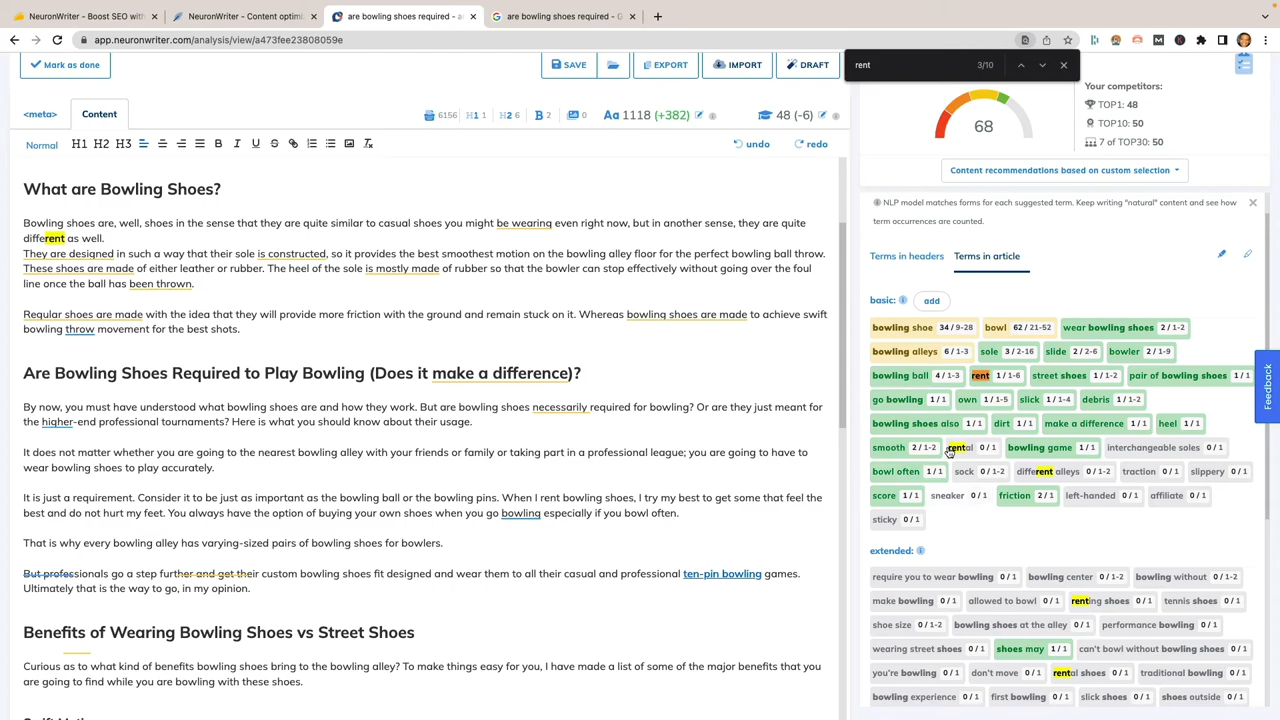 NeuronWriter - Boost SEO with
NeuronWriter - Content optimi
are bowling shoes required - a
are bowling shoes required - G
app.neuronwriter.com/analysis/view/a473fee23808059e
rent 3/10
Mark as done
SAVE
EXPORT
IMPORT
DRAFT
<meta>
Content
6156
H1 1
H2 6
B 2
0
Aa 1118 (+382)
48 (-6)
Normal H1 H2 H3 B I U S
undo
redo
What are Bowling Shoes?
Bowling shoes are, well, shoes in the sense that they are quite similar to casual shoes you might be wearing even right now, but in another sense, they are quite
different as well.
They are designed in such a way that their sole is constructed, so it provides the best smoothest motion on the bowling alley floor for the perfect bowling ball throw.
These shoes are made of either leather or rubber. The heel of the sole is mostly made of rubber so that the bowler can stop effectively without going over the foul
line once the ball has been thrown.
Regular shoes are made with the idea that they will provide more friction with the ground and remain stuck on it. Whereas bowling shoes are made to achieve swift
bowling throw movement for the best shots.
Are Bowling Shoes Required to Play Bowling (Does it make a difference)?
By now, you must have understood what bowling shoes are and how they work. But are bowling shoes necessarily required for bowling? Or are they just meant for
the higher-end professional tournaments? Here is what you should know about their usage.
It does not matter whether you are going to the nearest bowling alley with your friends or family or taking part in a professional league; you are going to have to
wear bowling shoes to play accurately.
It is just a requirement. Consider it to be just as important as the bowling ball or the bowling pins. When I rent bowling shoes, I try my best to get some that feel the
best and do not hurt my feet. You always have the option of buying your own shoes when you go bowling especially if you bowl often.
That is why every bowling alley has varying-sized pairs of bowling shoes for bowlers.
But professionals go a step further and get their custom bowling shoes fit designed and wear them to all their casual and professional ten-pin bowling games.
Ultimately that is the way to go, in my opinion.
Benefits of Wearing Bowling Shoes vs Street Shoes
Curious as to what kind of benefits bowling shoes bring to the bowling alley? To make things easy for you, I have made a list of some of the major benefits that you
are going to find while you are bowling with these shoes.
68
Your competitors:
TOP1: 48
TOP10: 50
7 of TOP30: 50
Content recommendations based on custom selection
NLP model matches forms for each suggested term. Keep writing "natural" content and see how
term occurrences are counted.
Terms in headers
Terms in article
basic:
add
bowling shoe 34 / 9-28 bowl 62 / 21-52 wear bowling shoes 2 / 1-2
bowling alleys 6 / 1-3 sole 3 / 2-16 slide 2 / 2-6 bowler 2 / 1-9
bowling ball 4 / 1-3 rent 1 / 1-6 street shoes 1 / 1-2 pair of bowling shoes 1 / 1
go bowling 1 / 1 own 1 / 1-5 slick 1 / 1-4 debris 1 / 1-2
bowling shoes also 1 / 1 dirt 1 / 1 make a difference 1 / 1 heel 1 / 1
smooth 2 / 1-2 rental 0 / 1 bowling game 1 / 1 interchangeable soles 0 / 1
bowl often 1 / 1 sock 0 / 1-2 different alleys 0 / 1-2 traction 0 / 1 slippery 0 / 1
score 1 / 1 sneaker 0 / 1 friction 2 / 1 left-handed 0 / 1 affiliate 0 / 1
sticky 0 / 1
extended:
require you to wear bowling 0 / 1 bowling center 0 / 1-2 bowling without 0 / 1-2
make bowling 0 / 1 allowed to bowl 0 / 1 renting shoes 0 / 1 tennis shoes 0 / 1
shoe size 0 / 1-2 bowling shoes at the alley 0 / 1 performance bowling 0 / 1
wearing street shoes 0 / 1 shoes may 1 / 1 can't bowl without bowling shoes 0 / 1
you're bowling 0 / 1 don't move 0 / 1 rental shoes 0 / 1 traditional bowling 0 / 1
bowling experience 0 / 1 first bowling 0 / 1 slick shoes 0 / 1 shoes outside 0 / 1
Feedback